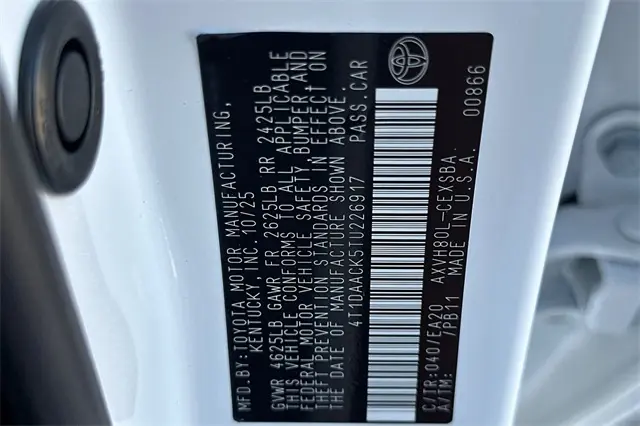 MFD.BY:TOYOTA MOTOR MANUFACTURING,
KENTUCKY, INC. 10/25
GVWR 4625LB GAWR FR 2625LB RR 2425LB
THIS VEHICLE CONFORMS TO ALL APPLICABLE
FEDERAL MOTOR VEHICLE SAFETY, BUMPER, AND
THEFT PREVENTION STANDARDS IN EFFECT ON
THE DATE OF MANUFACTURE SHOWN ABOVE.
4T1DAACK5TU226917 PASS. CAR
C/TR:040/EA20 AXVH80L-CEXSBA
A/TM: /PB11 MADE IN U.S.A.
00866